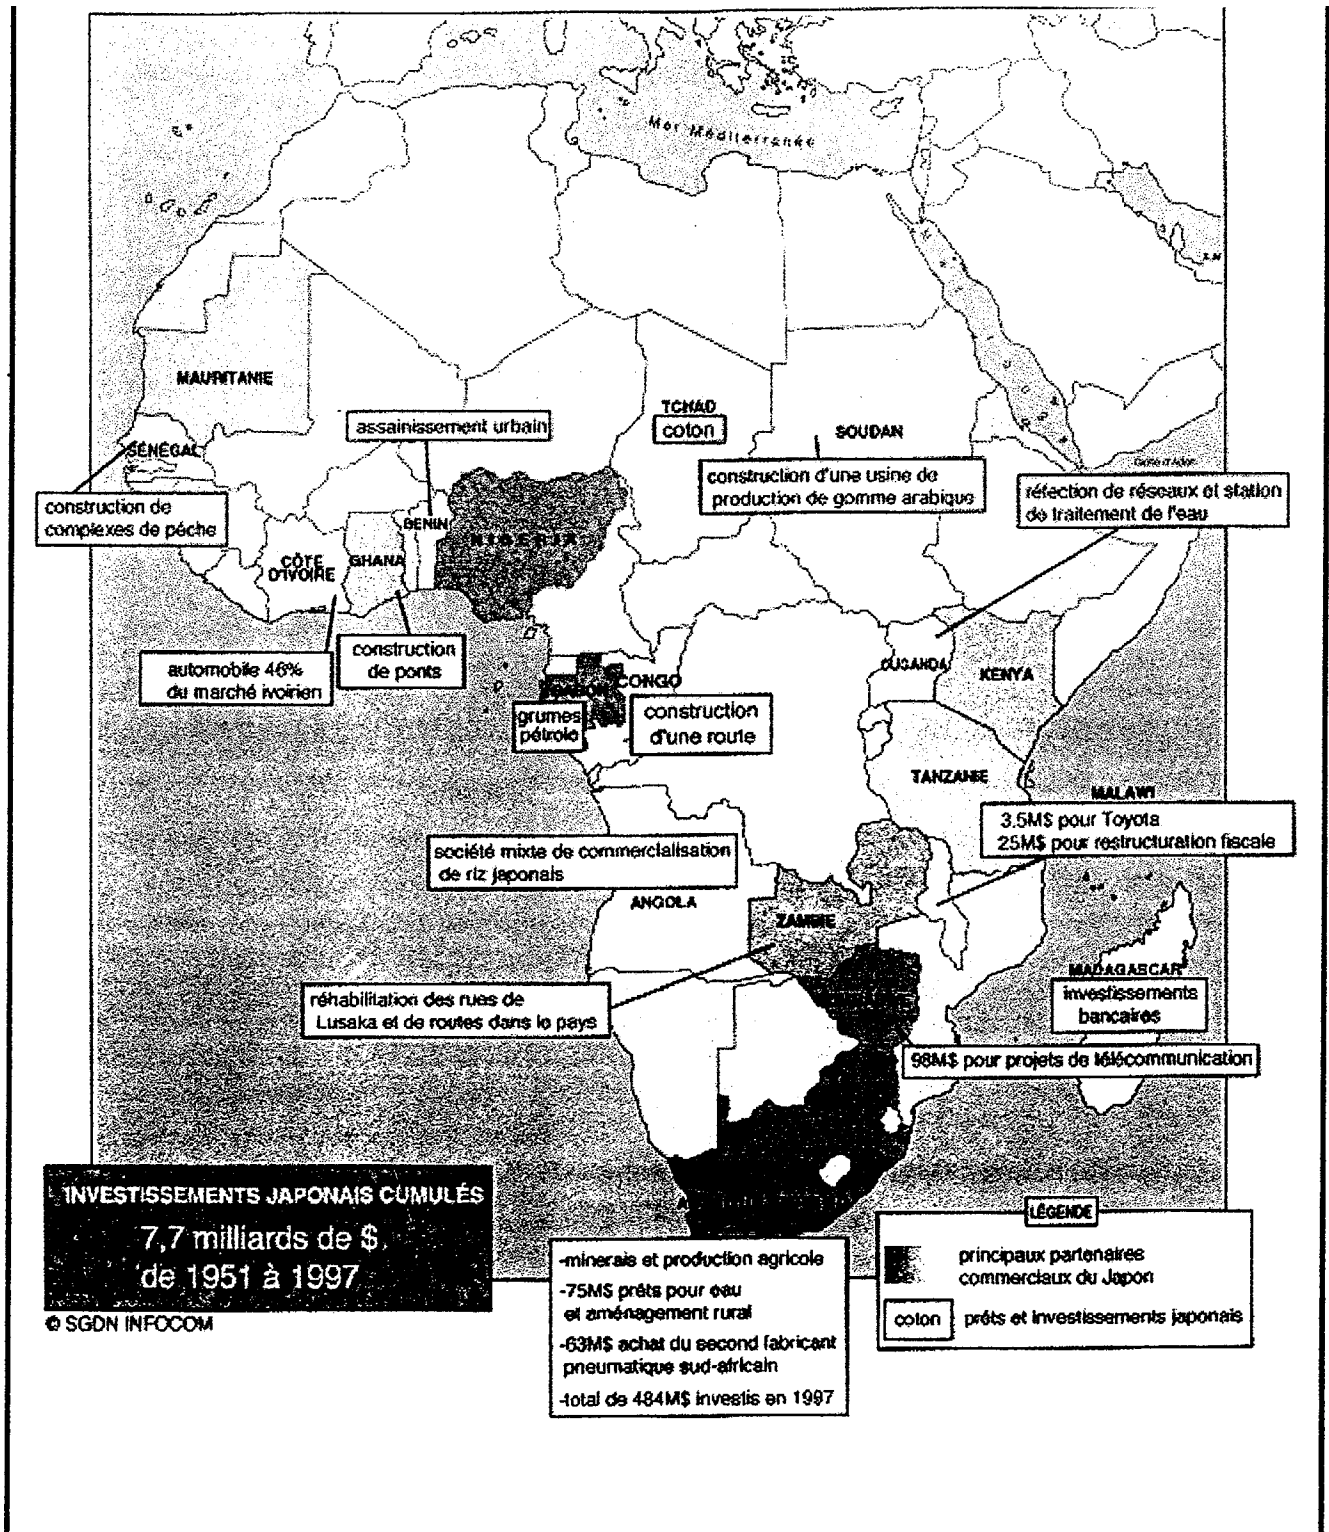 Mer Méditerranée
MAURITANIE
TCHAD
coton
SOUDAN
assainissement urbain
SÉNÉGAL
construction d'une usine de
production de gomme arabique
réfection de réseaux et station
de traitement de l'eau
construction de
complexes de pêche
BENIN
NIGERIA
CÔTE
D'IVOIRE
GHANA
automobile 46%
du marché ivoirien
construction
de ponts
GABON
CONGO
OUGANDA
KENYA
grumes
pétrole
construction
d'une route
TANZANIE
MALAWI
3.5M$ pour Toyota
25M$ pour restructuration fiscale
société mixte de commercialisation
de riz japonais
ANGOLA
ZAMBIE
MADAGASCAR
investissements
bancaires
réhabilitation des rues de
Lusaka et de routes dans le pays
98M$ pour projets de télécommunication
INVESTISSEMENTS JAPONAIS CUMULÉS
7,7 milliards de $
de 1951 à 1997
© SGDN INFOCOM
-minerais et production agricole
-75M$ prêts pour eau
et aménagement rural
-63M$ achat du second fabricant
pneumatique sud-africain
-total de 484M$ investis en 1997
LÉGENDE
principaux partenaires
commerciaux du Japon
coton
prêts et investissements japonais